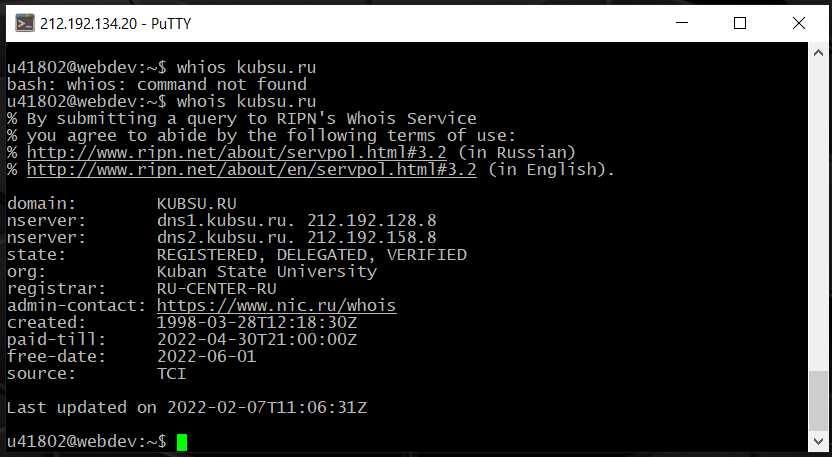 212.192.134.20 - PuTTY
u41802@webdev:~$ whios kubsu.ru
bash: whios: command not found
u41802@webdev:~$ whois kubsu.ru
% By submitting a query to RIPN's Whois Service
% you agree to abide by the following terms of use:
% http://www.ripn.net/about/servpol.html#3.2 (in Russian)
% http://www.ripn.net/about/en/servpol.html#3.2 (in English).
domain:        KUBSU.RU
nserver:       dns1.kubsu.ru. 212.192.128.8
nserver:       dns2.kubsu.ru. 212.192.158.8
state:         REGISTERED, DELEGATED, VERIFIED
org:           Kuban State University
registrar:     RU-CENTER-RU
admin-contact: https://www.nic.ru/whois
created:       1998-03-28T12:18:30Z
paid-till:     2022-04-30T21:00:00Z
free-date:     2022-06-01
source:        TCI
Last updated on 2022-02-07T11:06:31Z
u41802@webdev:~$